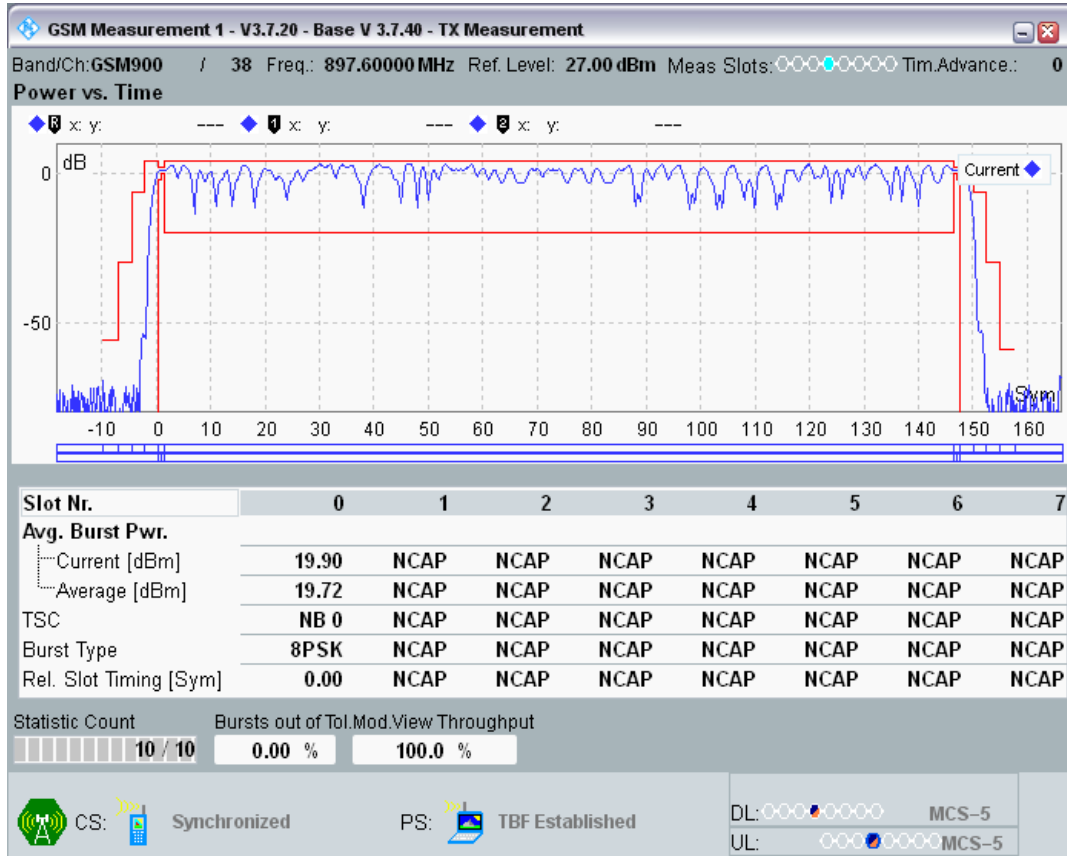 GSM Measurement 1 - V3.7.20 - Base V 3.7.40 - TX Measurement
Band/Ch:GSM900 / 38 Freq.: 897.60000 MHz Ref. Level: 27.00 dBm Meas Slots: Tim.Advance.: 0
Power vs. Time
R x: y: --- 1 x: y: --- 2 x: y: ---
dB
Current
0
-50
Sym
-10 0 10 20 30 40 50 60 70 80 90 100 110 120 130 140 150 160
Slot Nr. 0 1 2 3 4 5 6 7
Avg. Burst Pwr.
Current [dBm] 19.90 NCAP NCAP NCAP NCAP NCAP NCAP NCAP
Average [dBm] 19.72 NCAP NCAP NCAP NCAP NCAP NCAP NCAP
TSC NB 0 NCAP NCAP NCAP NCAP NCAP NCAP NCAP
Burst Type 8PSK NCAP NCAP NCAP NCAP NCAP NCAP NCAP
Rel. Slot Timing [Sym] 0.00 NCAP NCAP NCAP NCAP NCAP NCAP NCAP
Statistic Count Bursts out of Tol.Mod.View Throughput
10 / 10 0.00 % 100.0 %
CS: Synchronized PS: TBF Established DL: MCS-5
UL: MCS-5